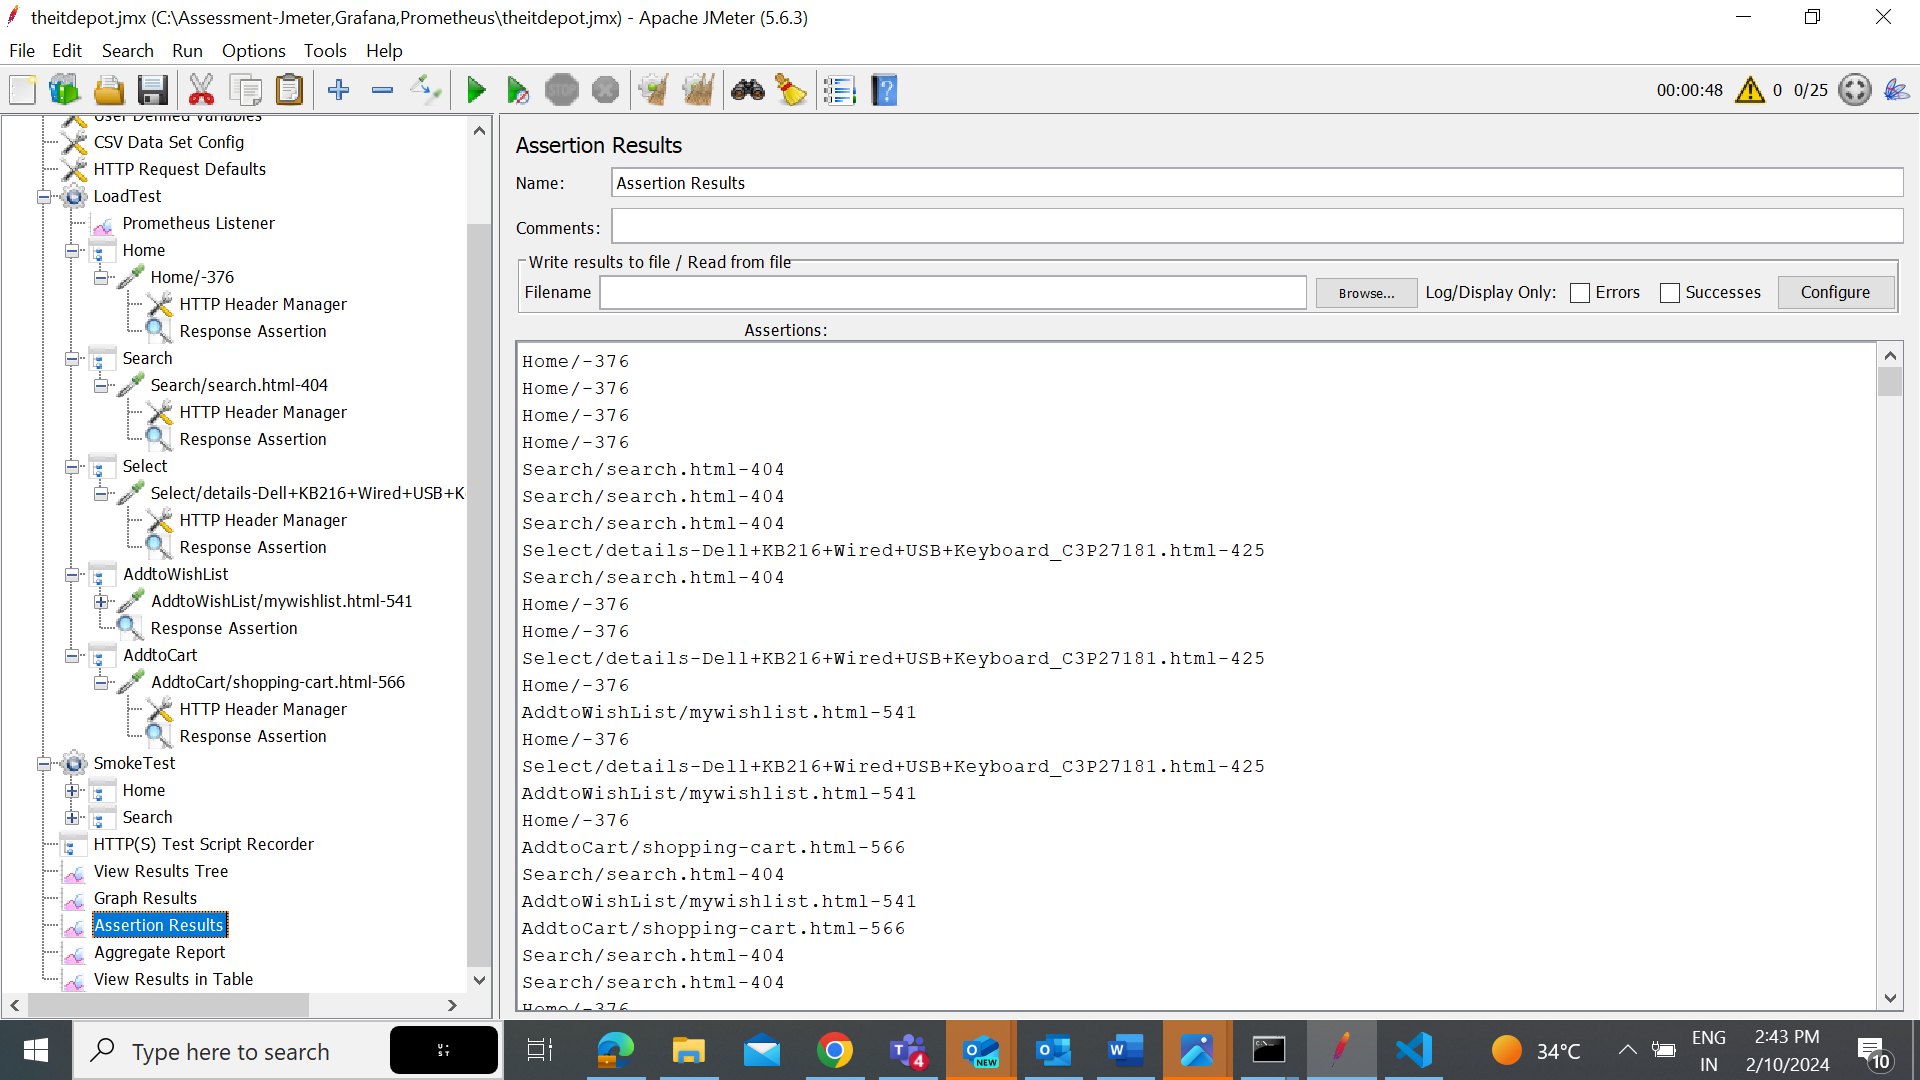 theitdepot.jmx (C:\Assessment-Jmeter,Grafana,Prometheus\theitdepot.jmx) - Apache JMeter (5.6.3)
File Edit Search Run Options Tools Help
STOP
00:00:48 0 0/25
User Defined Variables
CSV Data Set Config
HTTP Request Defaults
LoadTest
Prometheus Listener
Home
Home/-376
HTTP Header Manager
Response Assertion
Search
Search/search.html-404
HTTP Header Manager
Response Assertion
Select
Select/details-Dell+KB216+Wired+USB+K
HTTP Header Manager
Response Assertion
AddtoWishList
AddtoWishList/mywishlist.html-541
Response Assertion
AddtoCart
AddtoCart/shopping-cart.html-566
HTTP Header Manager
Response Assertion
SmokeTest
Home
Search
HTTP(S) Test Script Recorder
View Results Tree
Graph Results
Assertion Results
Aggregate Report
View Results in Table
Assertion Results
Name: Assertion Results
Comments:
Write results to file / Read from file
Filename Browse... Log/Display Only: Errors Successes Configure
Assertions:
Home/-376
Home/-376
Home/-376
Home/-376
Search/search.html-404
Search/search.html-404
Search/search.html-404
Select/details-Dell+KB216+Wired+USB+Keyboard_C3P27181.html-425
Search/search.html-404
Home/-376
Home/-376
Select/details-Dell+KB216+Wired+USB+Keyboard_C3P27181.html-425
Home/-376
AddtoWishList/mywishlist.html-541
Home/-376
Select/details-Dell+KB216+Wired+USB+Keyboard_C3P27181.html-425
AddtoWishList/mywishlist.html-541
Home/-376
AddtoCart/shopping-cart.html-566
Search/search.html-404
AddtoWishList/mywishlist.html-541
AddtoCart/shopping-cart.html-566
Search/search.html-404
Search/search.html-404
Home/-376
Type here to search
U·
ST
4
NEW
34°C
ENG
IN
2:43 PM
2/10/2024
10